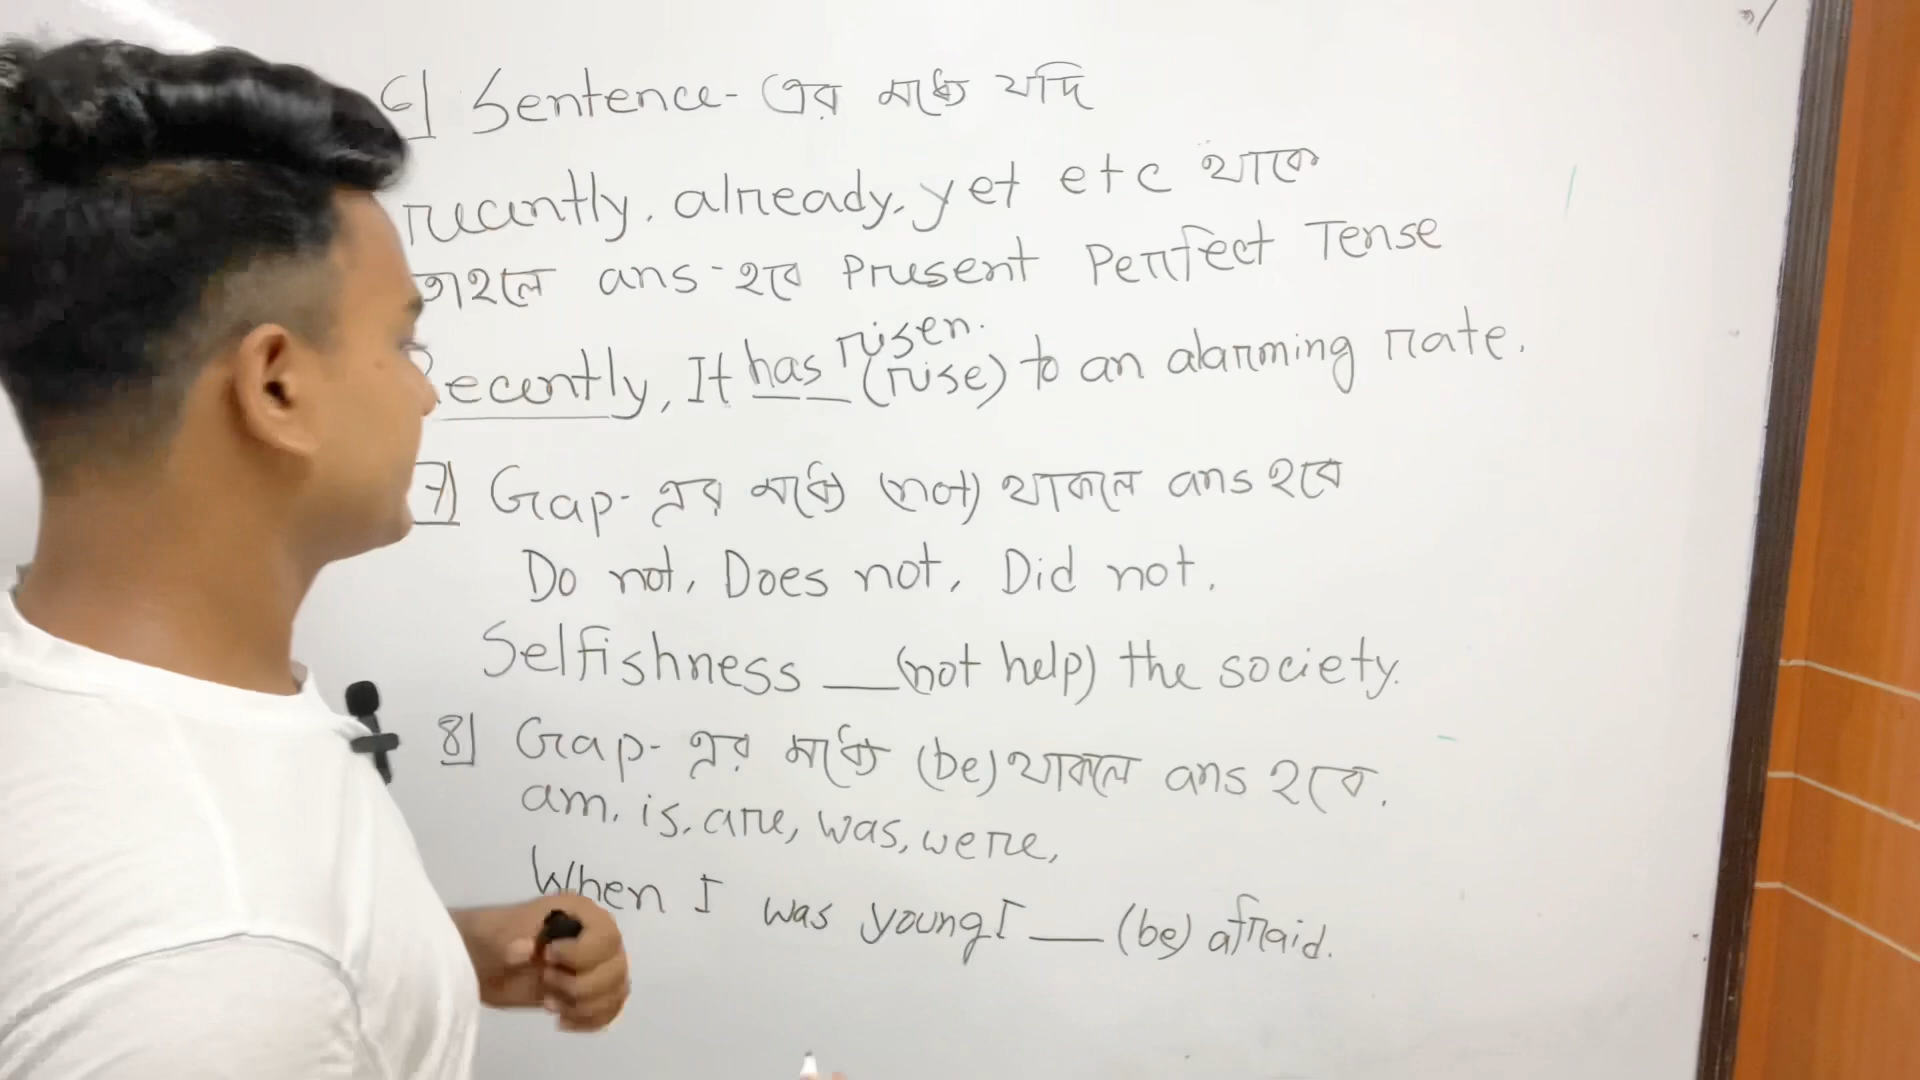 ৬] Sentence- এর মধ্যে যদি
recently, already, yet etc থাকে
তাহলে ans-হবে Present Perfect Tense
risen.
Recently, It has (rise) to an alarming rate.
7] Gap- এর মধ্যে (not) থাকলে ans হবে
Do not, Does not, Did not.
Selfishness __ (not help) the society.
8] Gap- এর মধ্যে (be) থাকলে ans হবে.
am, is, are, was, were,
When I was young I __ (be) afraid.